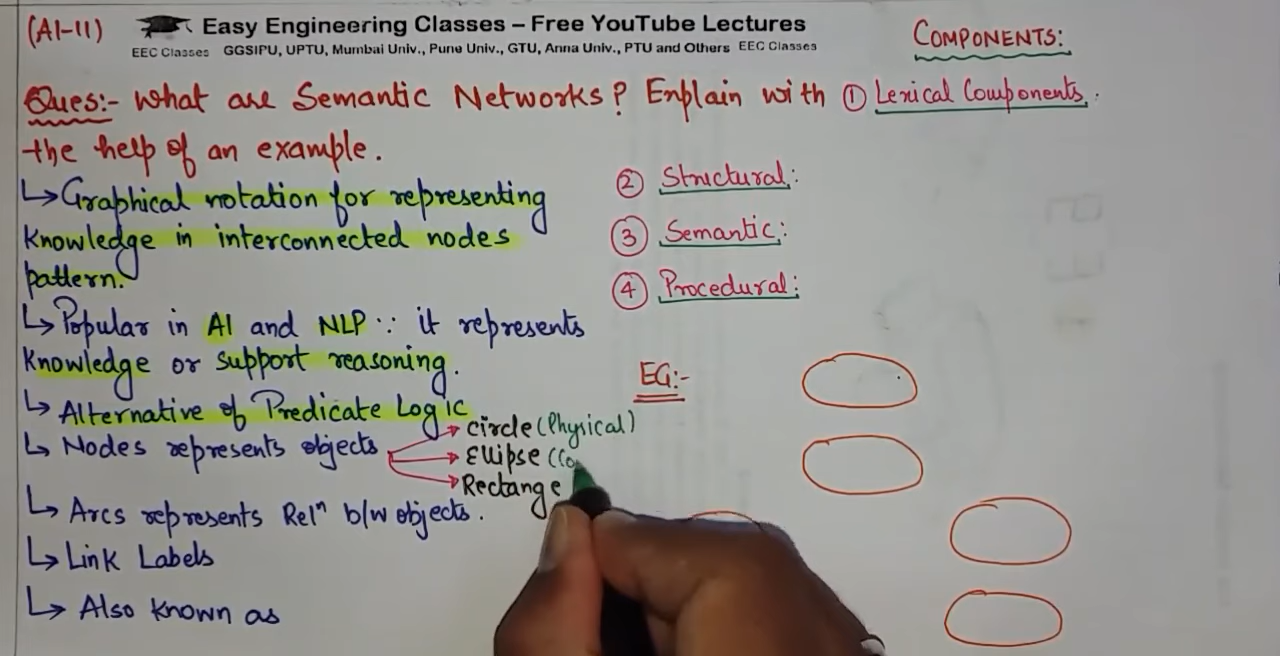 (AI-11)
Easy Engineering Classes – Free YouTube Lectures
EEC Classes GGSIPU, UPTU, Mumbai Univ., Pune Univ., GTU, Anna Univ., PTU and Others EEC Classes
Ques:- What are Semantic Networks? Explain with
the help of an example.
↳ Graphical notation for representing
Knowledge in interconnected nodes
pattern.
↳ Popular in AI and NLP ∵ it represents
Knowledge or support reasoning.
↳ Alternative of Predicate Logic
↳ Nodes represents objects
circle (Physical)
Ellipse (Co
Rectange
↳ Arcs represents Relⁿ b/w objects.
↳ Link Labels
↳ Also known as
COMPONENTS:
① Lexical Components.
② Structural:
③ Semantic:
④ Procedural:
EG:-